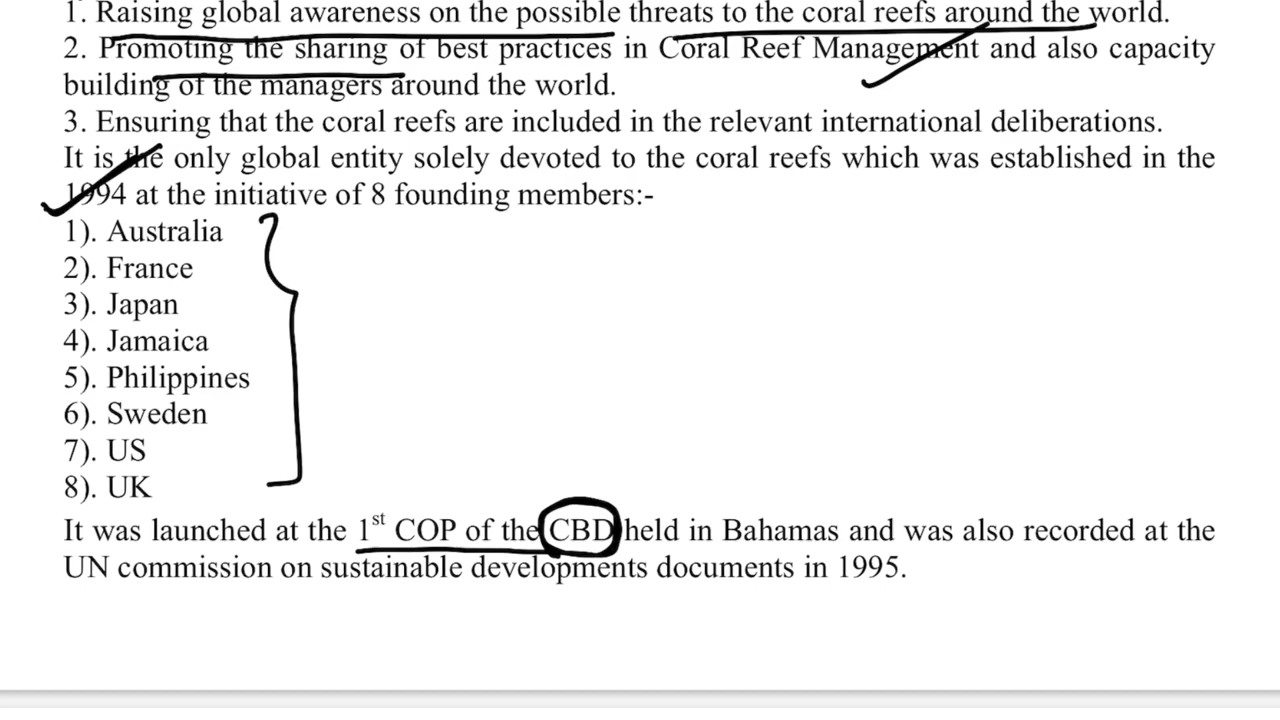 1. Raising global awareness on the possible threats to the coral reefs around the world.
2. Promoting the sharing of best practices in Coral Reef Management and also capacity
building of the managers around the world.
3. Ensuring that the coral reefs are included in the relevant international deliberations.
It is the only global entity solely devoted to the coral reefs which was established in the
1994 at the initiative of 8 founding members:-
1). Australia
2). France
3). Japan
4). Jamaica
5). Philippines
6). Sweden
7). US
8). UK
It was launched at the 1st COP of the CBD held in Bahamas and was also recorded at the
UN commission on sustainable developments documents in 1995.